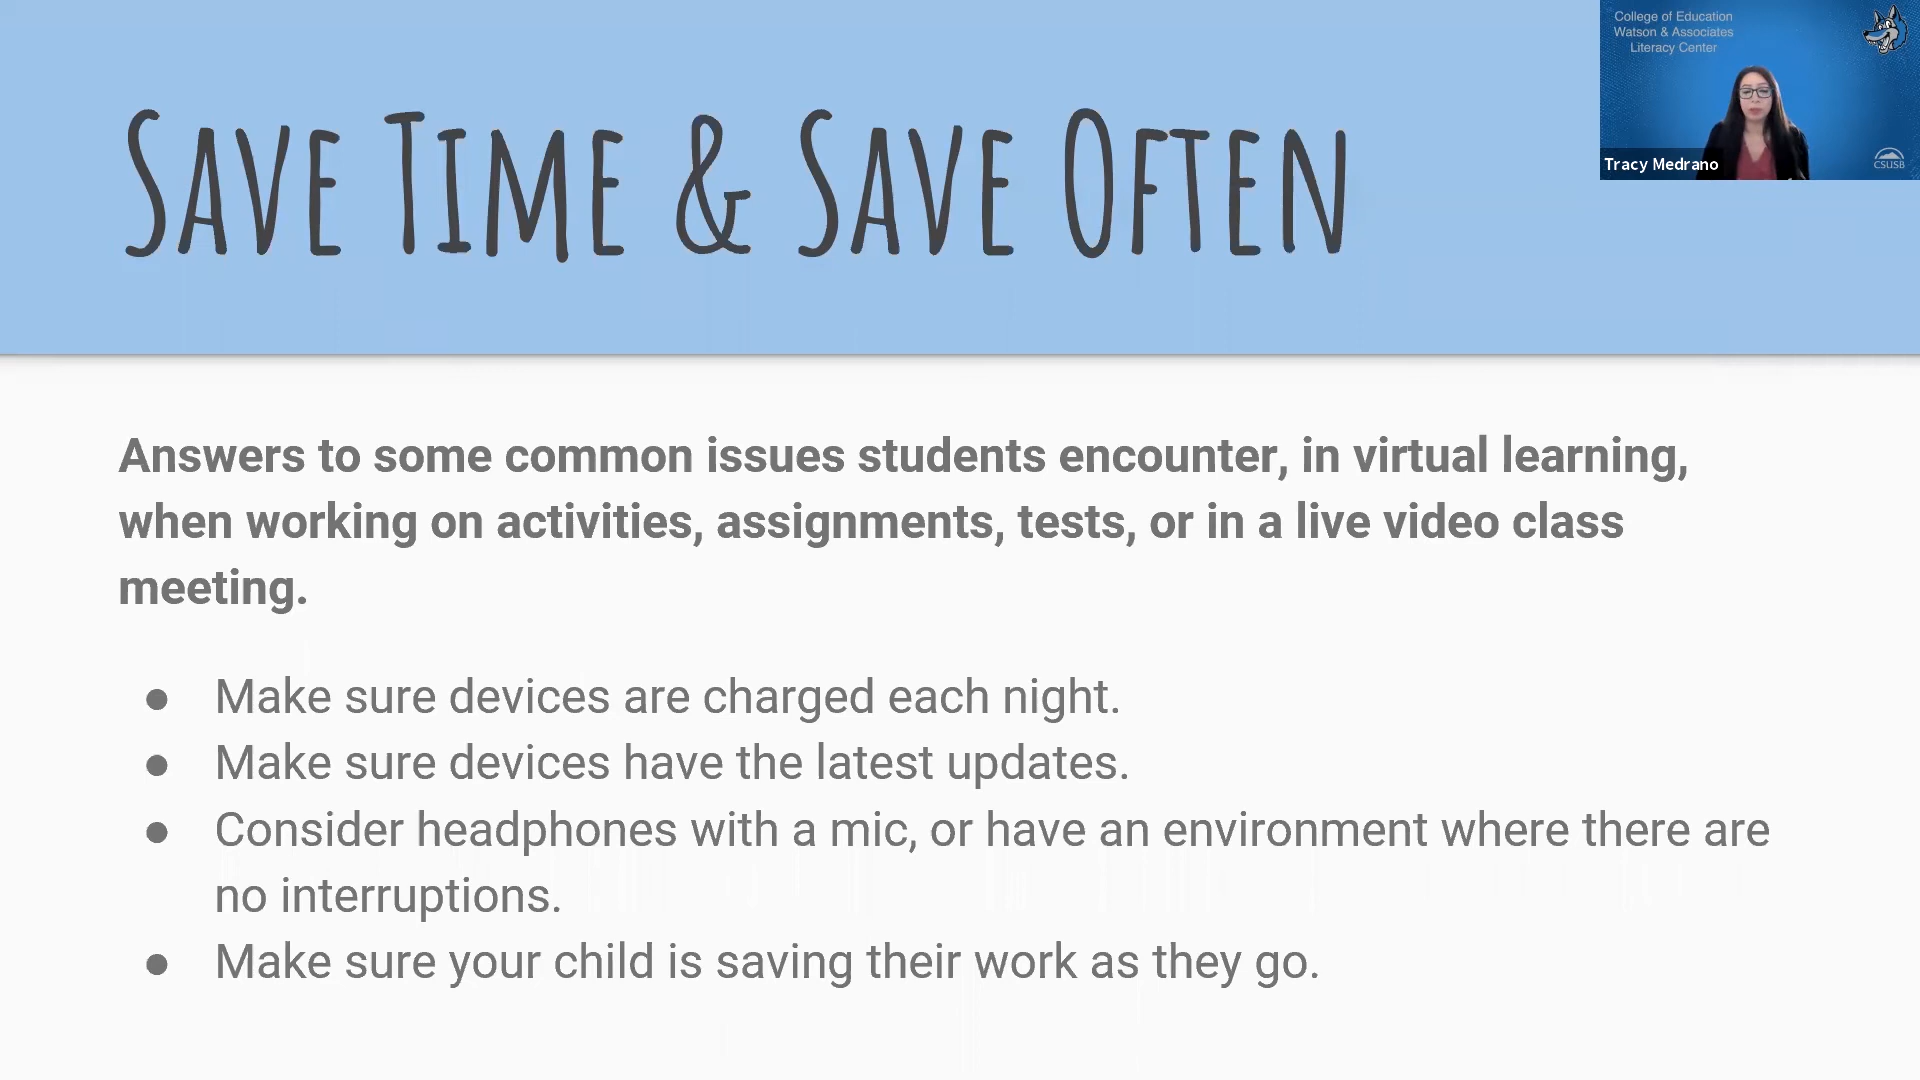 College of Education
Watson & Associates
Literacy Center
Tracy Medrano
CSUSB
SAVE TIME & SAVE OFTEN
Answers to some common issues students encounter, in virtual learning,
when working on activities, assignments, tests, or in a live video class
meeting.
● Make sure devices are charged each night.
● Make sure devices have the latest updates.
● Consider headphones with a mic, or have an environment where there are
no interruptions.
● Make sure your child is saving their work as they go.